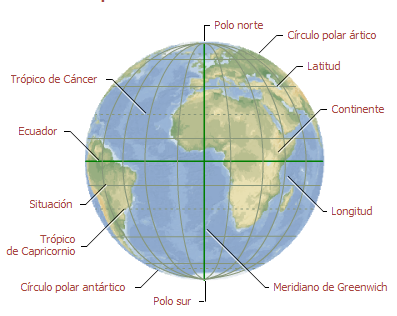 Polo norte
Círculo polar ártico
Latitud
Trópico de Cáncer
Continente
Ecuador
Situación
Longitud
Trópico
de Capricornio
Círculo polar antártico
Meridiano de Greenwich
Polo sur